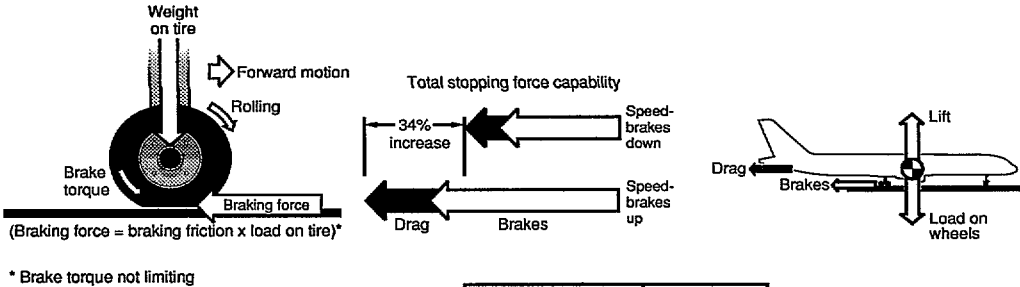 Weight
on tire
Forward motion
Rolling
Brake
torque
Braking force
(Braking force = braking friction x load on tire)*
* Brake torque not limiting
Total stopping force capability
34%
increase
Speed-
brakes
down
Speed-
brakes
up
Drag
Brakes
Lift
Drag
Brakes
Load on
wheels